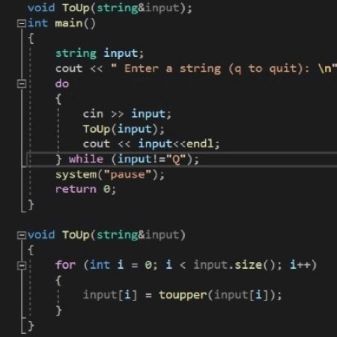 void ToUp(string&input);
int main()
{
string input;
cout << " Enter a string (q to quit): \n"
do
{
cin >> input;
ToUp(input);
cout << input<<endl;
} while (input!="Q");
system("pause");
return 0;
}
void ToUp(string&input)
{
for (int i = 0; i < input.size(); i++)
{
input[i] = toupper(input[i]);
}
}